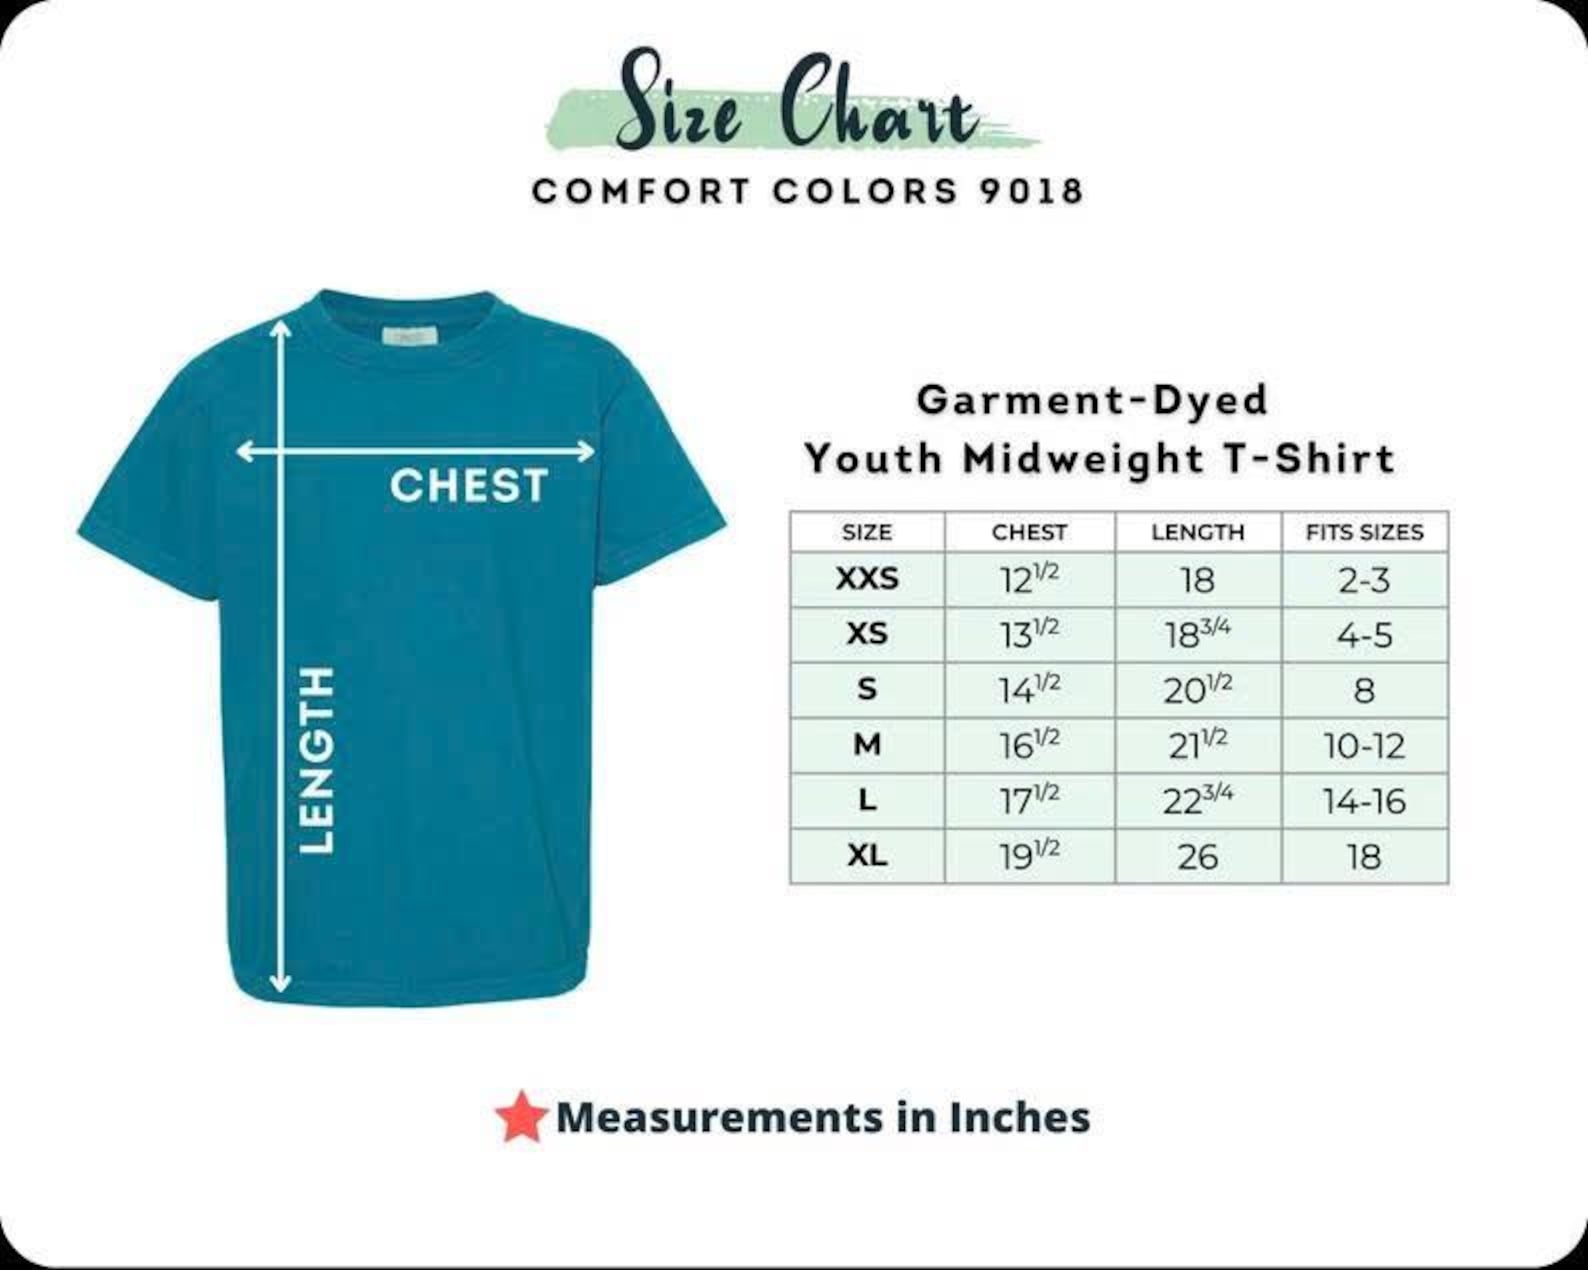 Size Chart
COMFORT COLORS 9018
CHEST
LENGTH
Garment-Dyed
Youth Midweight T-Shirt
SIZE CHEST LENGTH FITS SIZES
XXS 12 1/2 18 2-3
XS 13 1/2 18 3/4 4-5
S 14 1/2 20 1/2 8
M 16 1/2 21 1/2 10-12
L 17 1/2 22 3/4 14-16
XL 19 1/2 26 18
Measurements in Inches